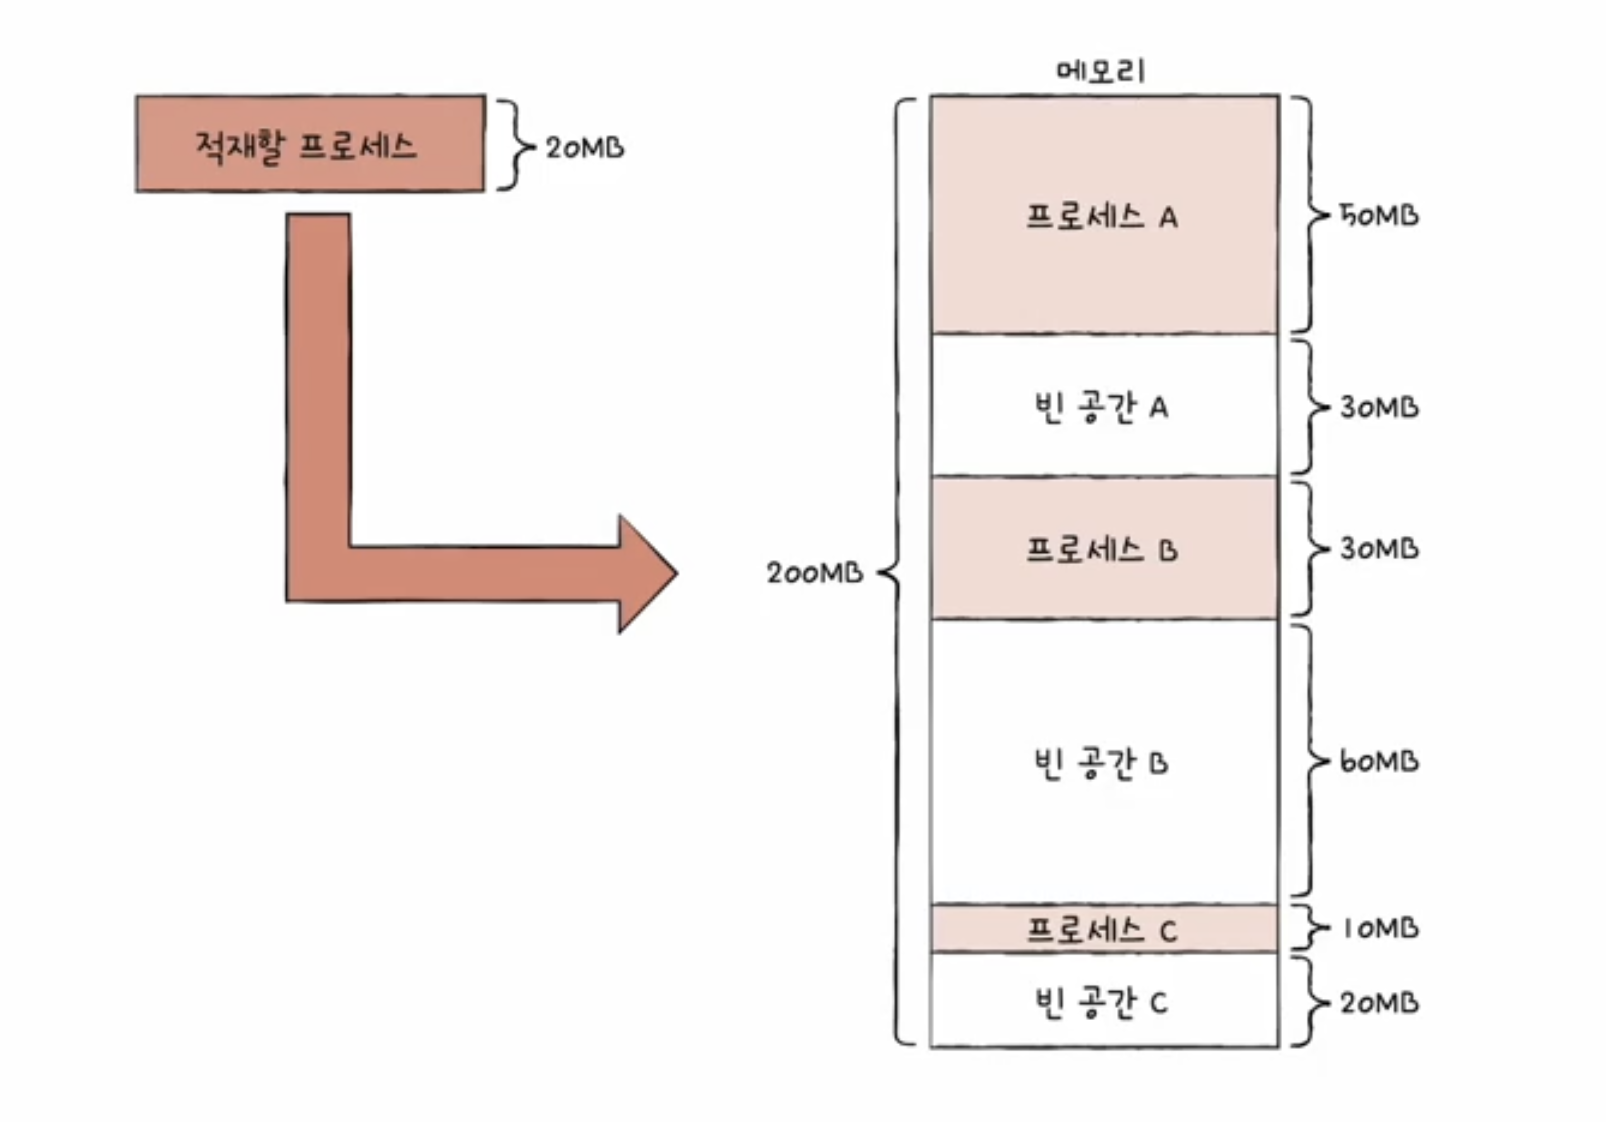 적재할 프로세스
20MB
메모리
200MB
프로세스 A
50MB
빈 공간 A
30MB
프로세스 B
30MB
빈 공간 B
60MB
프로세스 C
10MB
빈 공간 C
20MB